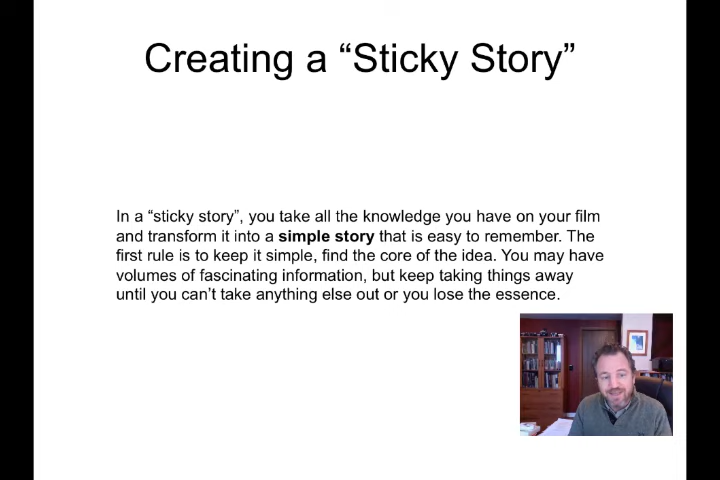 Creating a “Sticky Story”
In a “sticky story”, you take all the knowledge you have on your film
and transform it into a simple story that is easy to remember. The
first rule is to keep it simple, find the core of the idea. You may have
volumes of fascinating information, but keep taking things away
until you can’t take anything else out or you lose the essence.